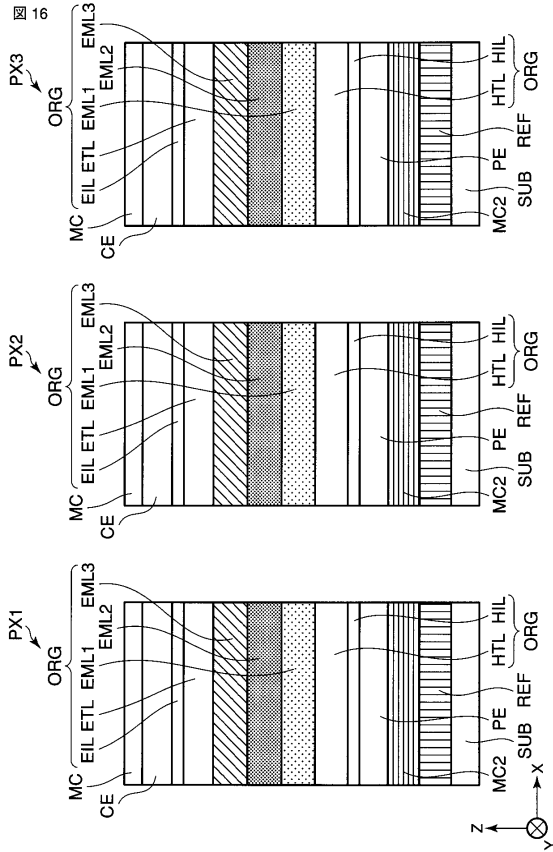 図 16
PX1
ORG
MC EIL ETL EML1 EML2 EML3
CE
MC2 PE HTL HIL
SUB REF ORG
PX2
ORG
MC EIL ETL EML1 EML2 EML3
CE
MC2 PE HTL HIL
SUB REF ORG
PX3
ORG
MC EIL ETL EML1 EML2 EML3
CE
MC2 PE HTL HIL
SUB REF ORG
Z
X
Y